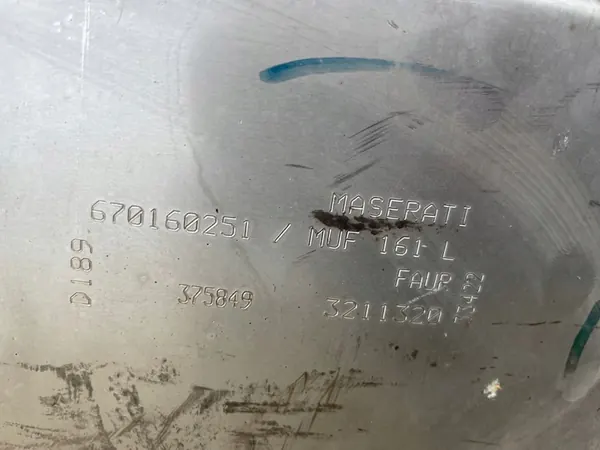 MASERATI
670160251 / MUF 161 L
D189
FAUR
375849
3211320